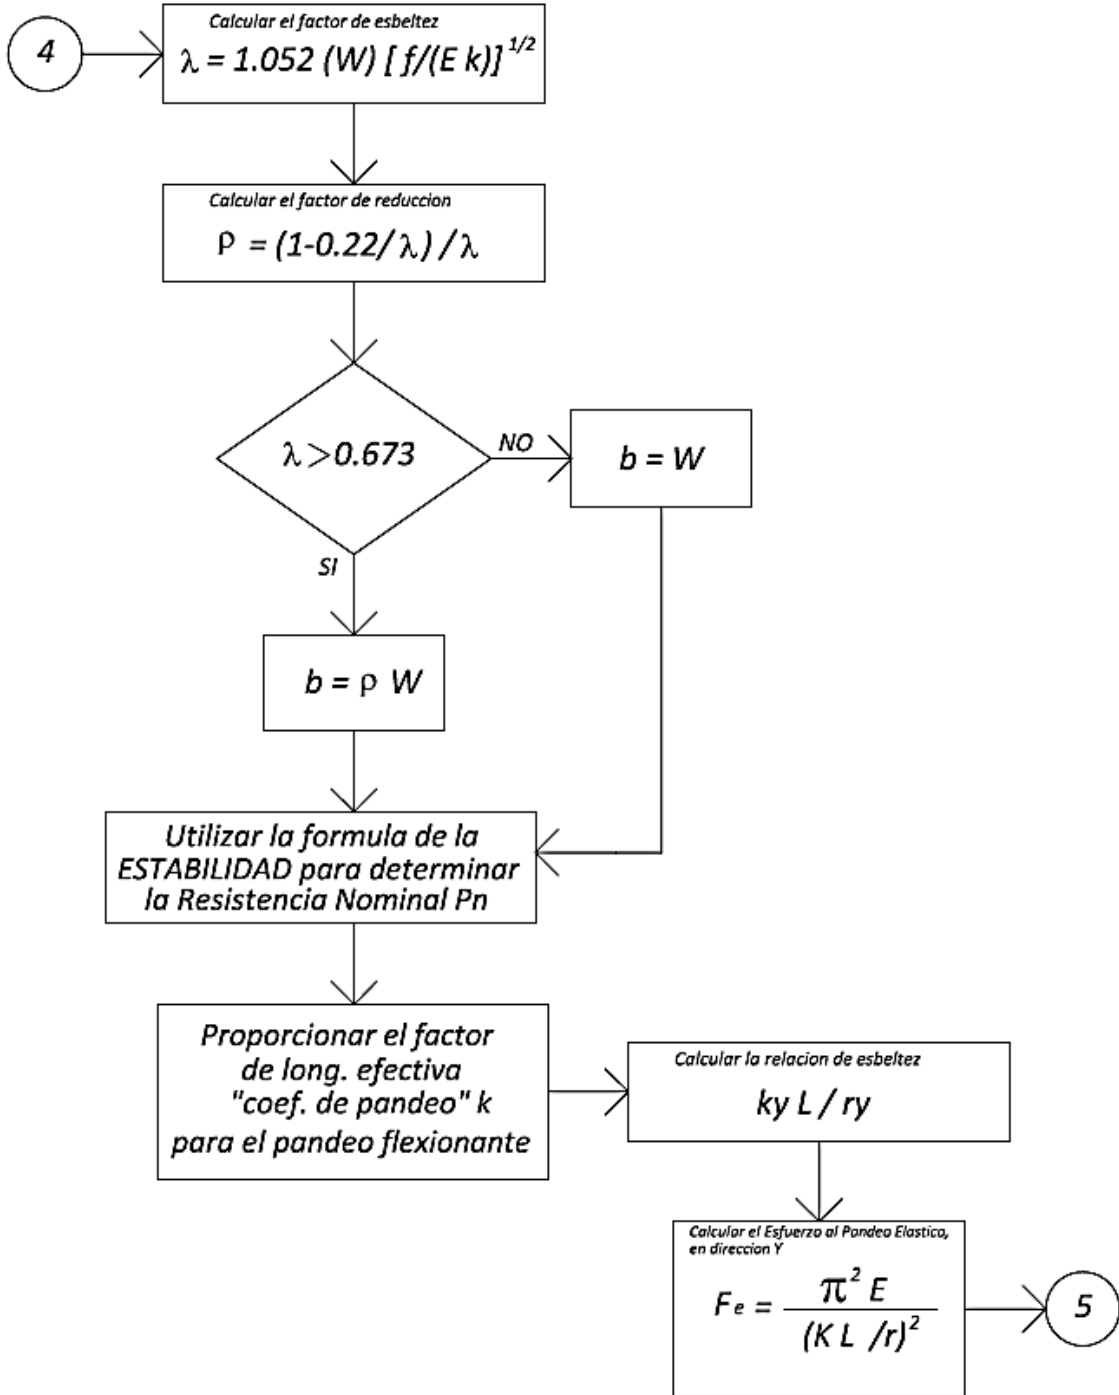 4
Calcular el factor de esbeltez
λ = 1.052 (W) [ f/(E k)] ^1/2
Calcular el factor de reduccion
ρ = (1-0.22/ λ) / λ
λ>0.673
NO
b = W
SI
b = ρ W
Utilizar la formula de la
ESTABILIDAD para determinar
la Resistencia Nominal Pn
Proporcionar el factor
de long. efectiva
"coef. de pandeo" k
para el pandeo flexionante
Calcular la relacion de esbeltez
ky L / ry
Calcular el Esfuerzo al Pandeo Elastico,
en direccion Y
Fe = π² E / (K L /r)²
5